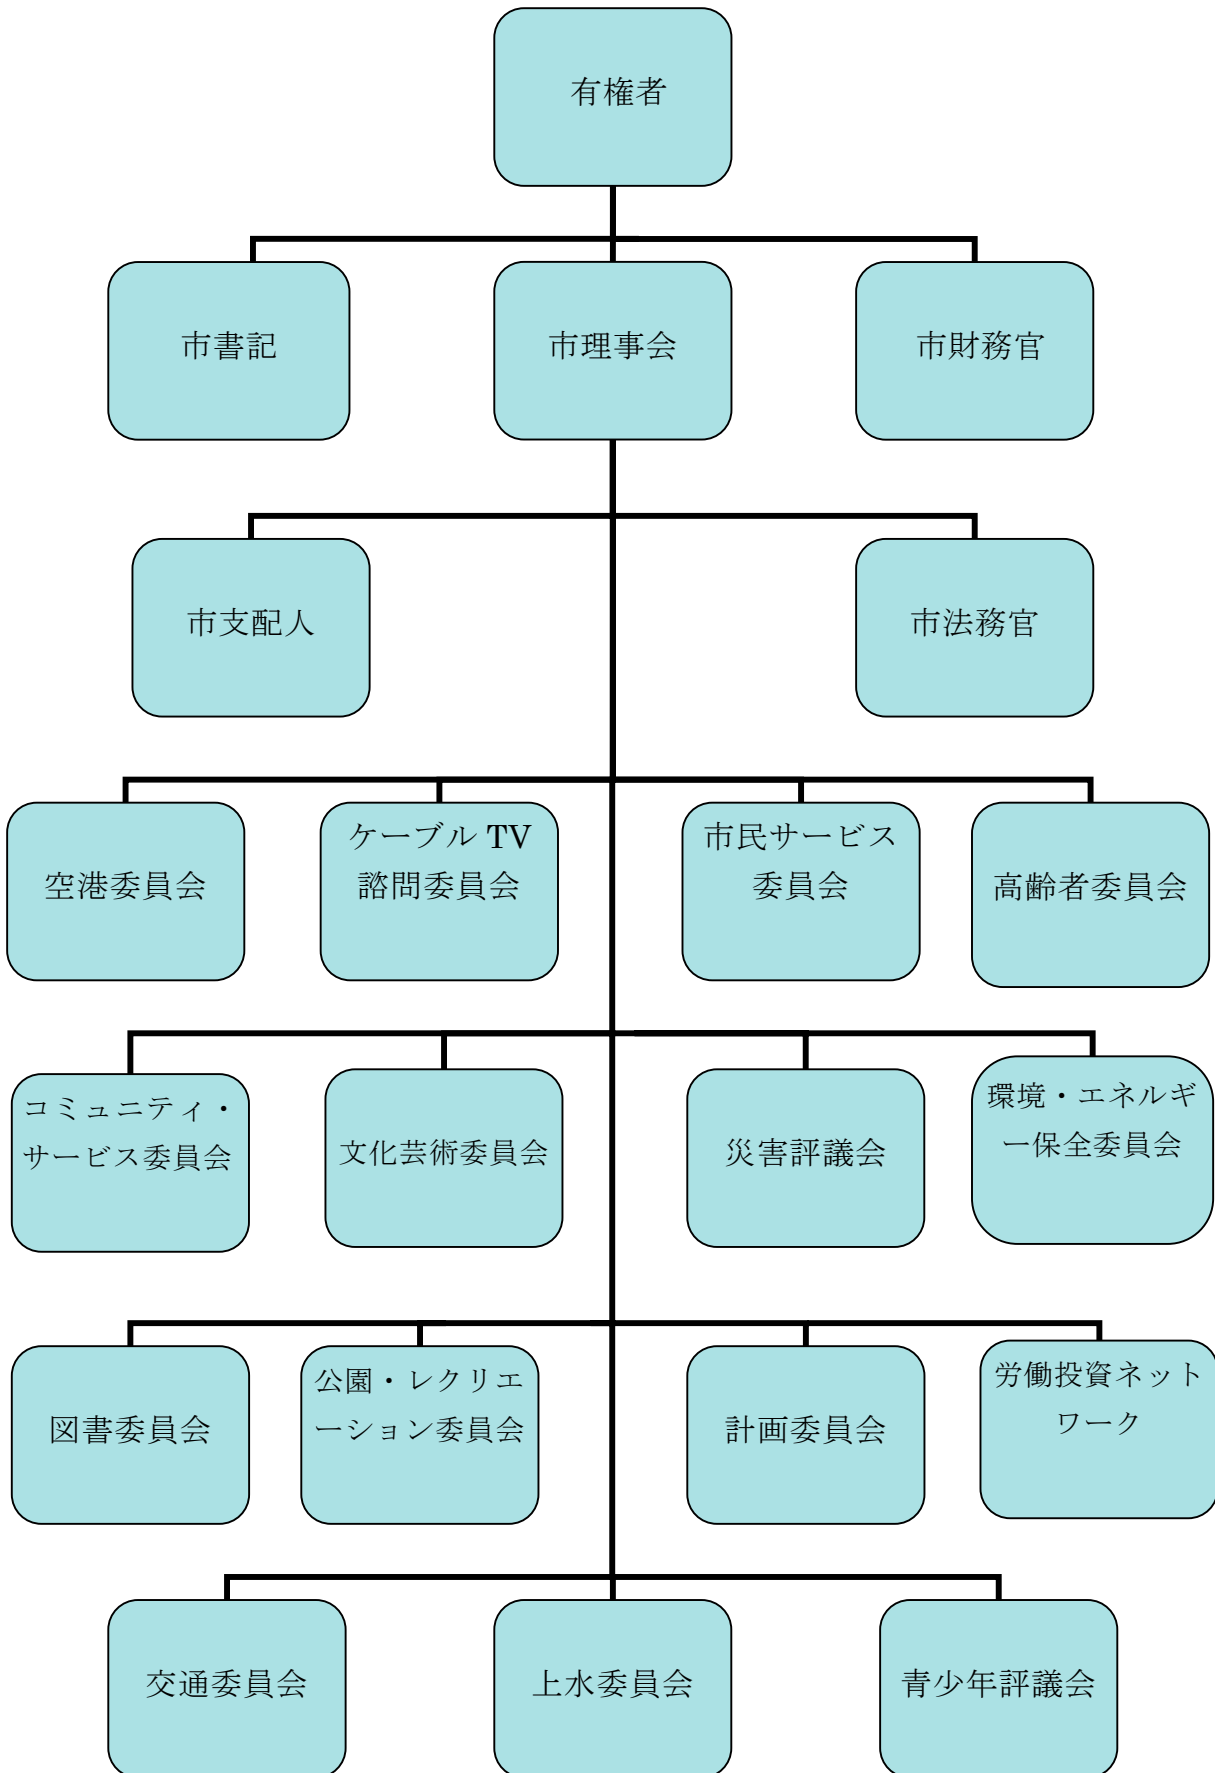 有権者
市書記
市理事会
市財務官
市支配人
市法務官
空港委員会
ケーブル TV
諮問委員会
市民サービス
委員会
高齢者委員会
コミュニティ・
サービス委員会
文化芸術委員会
災害評議会
環境・エネルギ
ー保全委員会
図書委員会
公園・レクリエ
ーション委員会
計画委員会
労働投資ネット
ワーク
交通委員会
上水委員会
青少年評議会